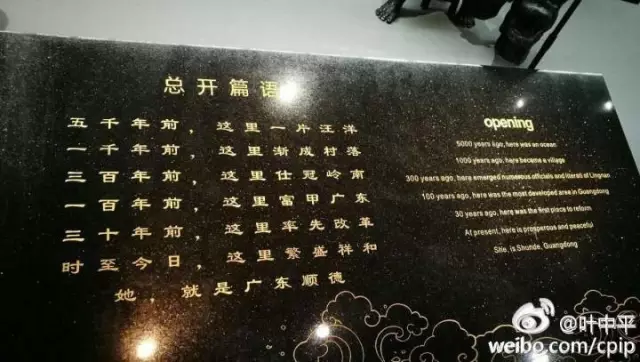 总开篇语
五千年前，这里一片汪洋
一千年前，这里渐成村落
三百年前，这里仕冠岭南
一百年前，这里富甲广东
三十年前，这里率先改革
时至今日，这里繁盛祥和
她，就是广东顺德
opening
5000 years ago, here was an ocean
1000 years ago, here became a village
300 years ago, here emerged numerous officials and literati of Lingnan
100 years ago, here was the most developed area in Guangdong
30 years ago, here was the first place to reform
At present, here is prosperous and peaceful
She, is Shunde, Guangdong
@叶中平
weibo.com/cpip